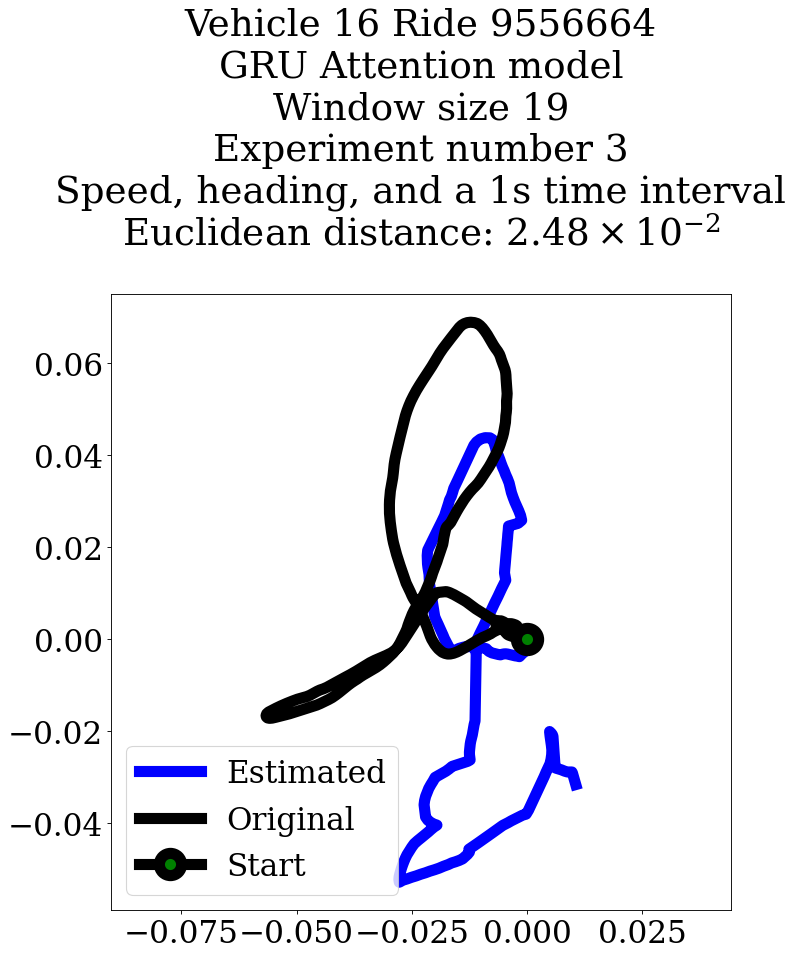 Vehicle 16 Ride 9556664
GRU Attention model
Window size 19
Experiment number 3
Speed, heading, and a 1s time interval
Euclidean distance: 2.48 × 10⁻²
0.06
0.04
0.02
0.00
−0.02
−0.04
Estimated
Original
Start
−0.075 −0.050 −0.025 0.000 0.025